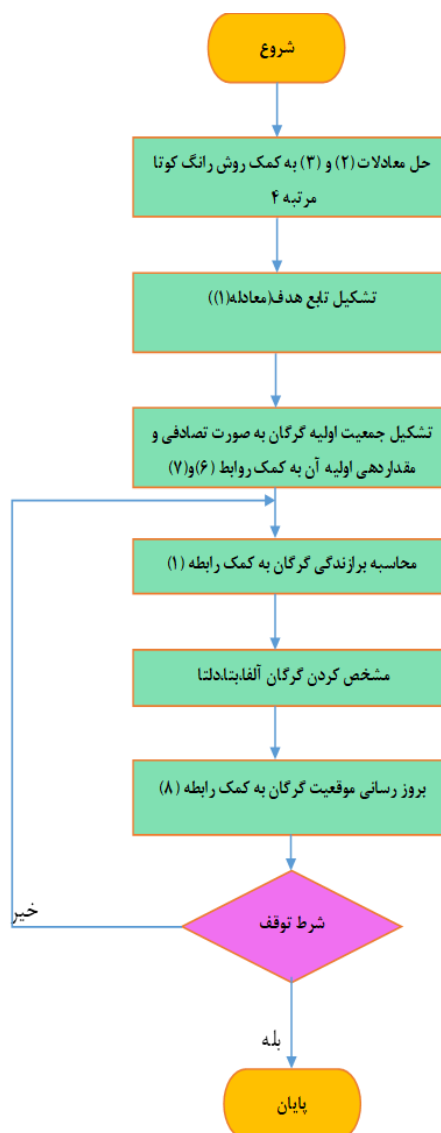 شروع
حل معادلات (۲) و (۳) به کمک روش رانگ کوتا
مرتبه ۴
تشکیل تابع هدف(معادله(۱))
تشکیل جمعیت اولیه گرگان به صورت تصادفی و
مقداردهی اولیه آن به کمک روابط (۶)و(۷)
محاسبه برازندگی گرگان به کمک رابطه (۱)
مشخص کردن گرگان آلفا،بتا،دلتا
بروز رسانی موقعیت گرگان به کمک رابطه (۸)
شرط توقف
خیر
بله
پایان